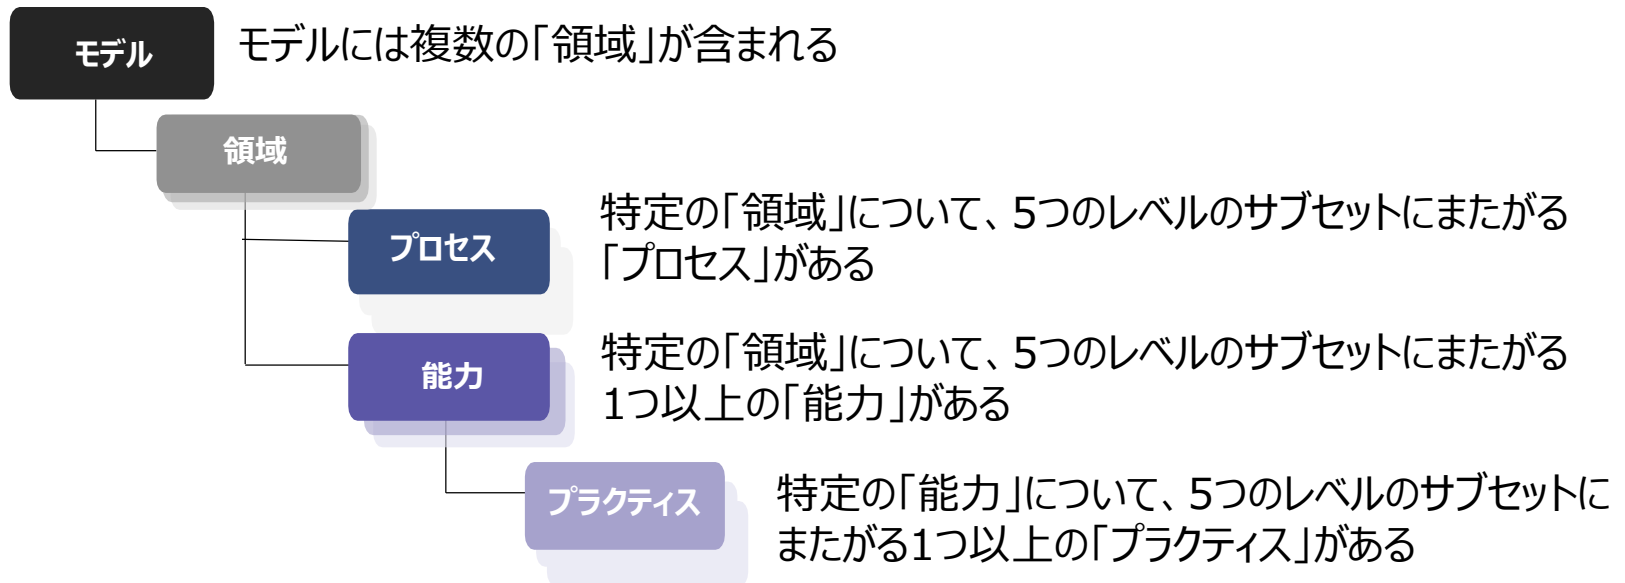 モデル
モデルには複数の「領域」が含まれる
領域
プロセス
特定の「領域」について、5つのレベルのサブセットにまたがる
「プロセス」がある
能力
特定の「領域」について、5つのレベルのサブセットにまたがる
1つ以上の「能力」がある
プラクティス
特定の「能力」について、5つのレベルのサブセットに
またがる1つ以上の「プラクティス」がある